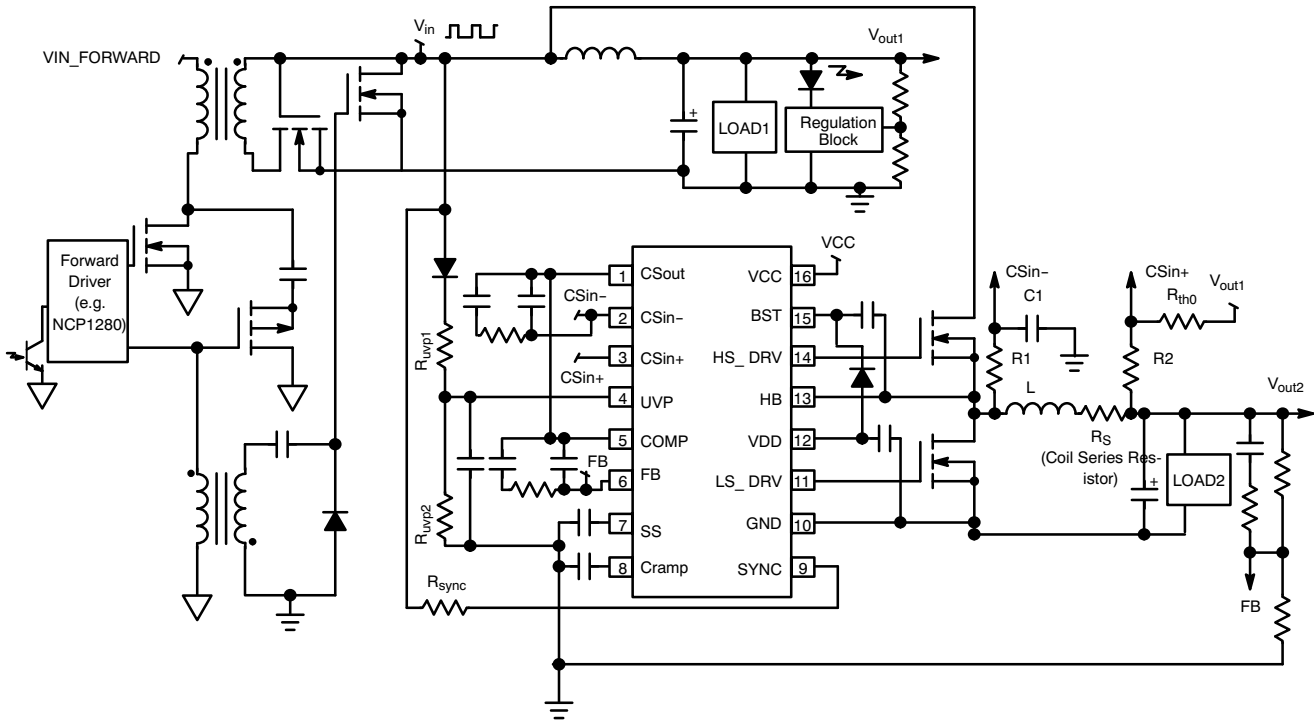 VIN_FORWARD
Vin
Vout1
LOAD1
Regulation
Block
Forward
Driver
(e.g.
NCP1280)
Ruvp1
Ruvp2
Rsync
CSin-
CSin+
FB
1 CSout
2 CSin-
3 CSin+
4 UVP
5 COMP
6 FB
7 SS
8 Cramp
VCC 16
BST 15
HS_ DRV 14
HB 13
VDD 12
LS_ DRV 11
GND 10
SYNC 9
VCC
CSin-
C1
R1
CSin+
Rth0
Vout1
R2
L
RS
(Coil Series Res-
istor)
Vout2
LOAD2
+
+
FB